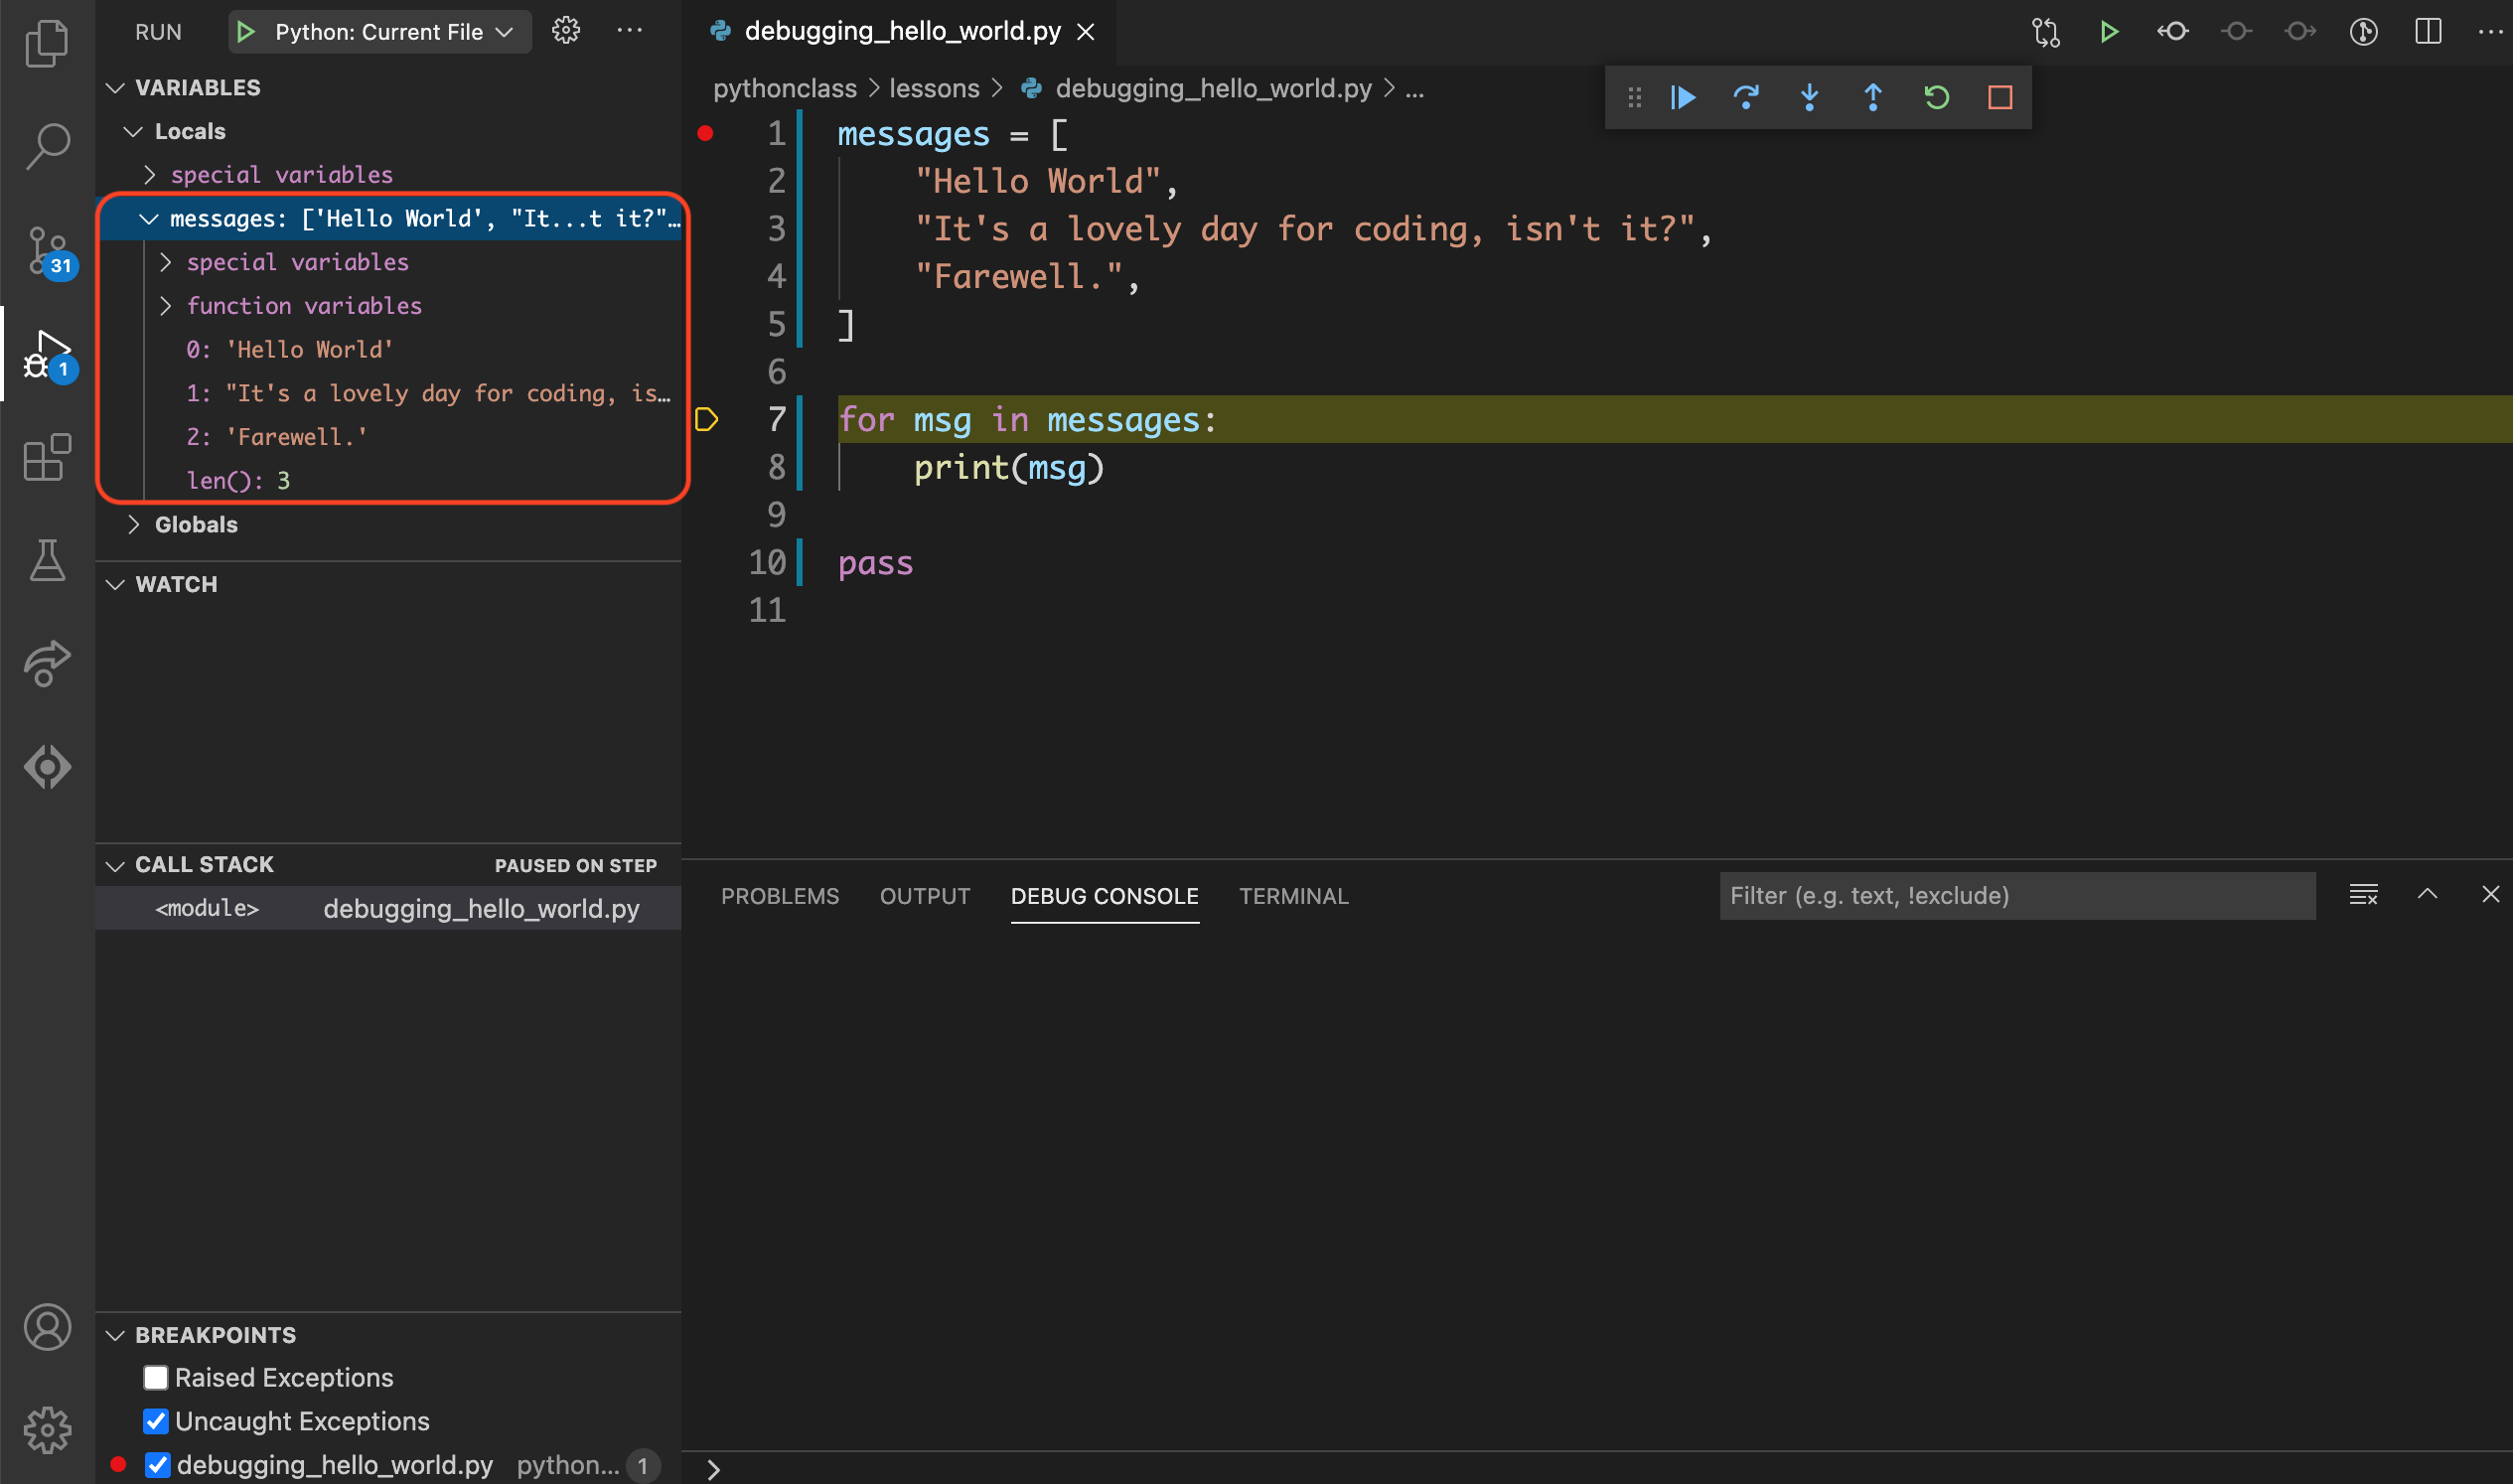 RUN
Python: Current File
VARIABLES
Locals
special variables
messages: ['Hello World', "It...t it?"…
special variables
function variables
0: 'Hello World'
1: "It's a lovely day for coding, is…
2: 'Farewell.'
len(): 3
Globals
WATCH
CALL STACK PAUSED ON STEP
<module> debugging_hello_world.py
BREAKPOINTS
Raised Exceptions
Uncaught Exceptions
debugging_hello_world.py python... 1
31
1
debugging_hello_world.py
pythonclass > lessons > debugging_hello_world.py > ...
1 messages = [
2     "Hello World",
3     "It's a lovely day for coding, isn't it?",
4     "Farewell.",
5 ]
6
7 for msg in messages:
8     print(msg)
9
10 pass
11
PROBLEMS OUTPUT DEBUG CONSOLE TERMINAL
Filter (e.g. text, !exclude)